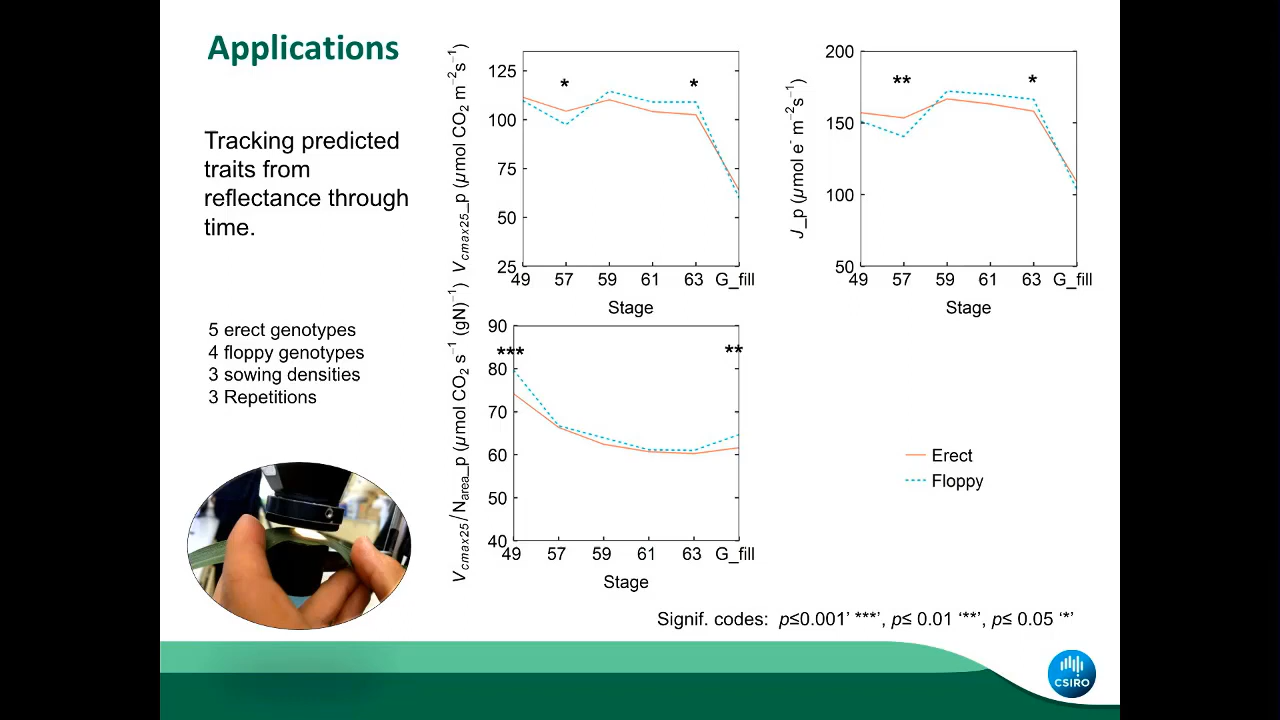 Applications
Tracking predicted
traits from
reflectance through
time.
5 erect genotypes
4 floppy genotypes
3 sowing densities
3 Repetitions
V_cmax25_p (µmol CO₂ m⁻²s⁻¹)
125
100
75
50
25
* *
49 57 59 61 63 G_fill
Stage
J_p (µmol e⁻ m⁻²s⁻¹)
200
150
100
50
** *
49 57 59 61 63 G_fill
Stage
V_cmax25/N_area_p (µmol CO₂ s⁻¹ (gN)⁻¹)
90
80
70
60
50
40
*** **
49 57 59 61 63 G_fill
Stage
Erect
Floppy
Signif. codes: p≤0.001’ ‘***’, p≤ 0.01 ‘**’, p≤ 0.05 ‘*’
CSIRO